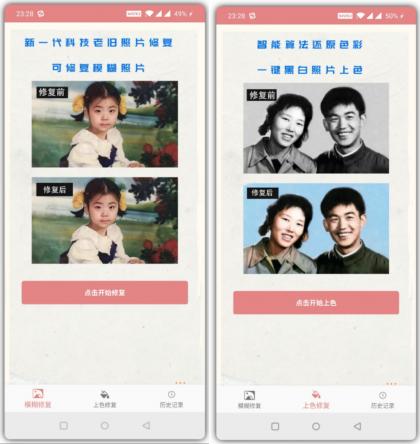 23:28
49%
新一代科技老旧照片修复
可修复模糊照片
修复前
修复后
点击开始修复
模糊修复
上色修复
历史记录
23:28
50%
智能算法还原色彩
一键黑白照片上色
修复前
修复后
点击开始上色
模糊修复
上色修复
历史记录